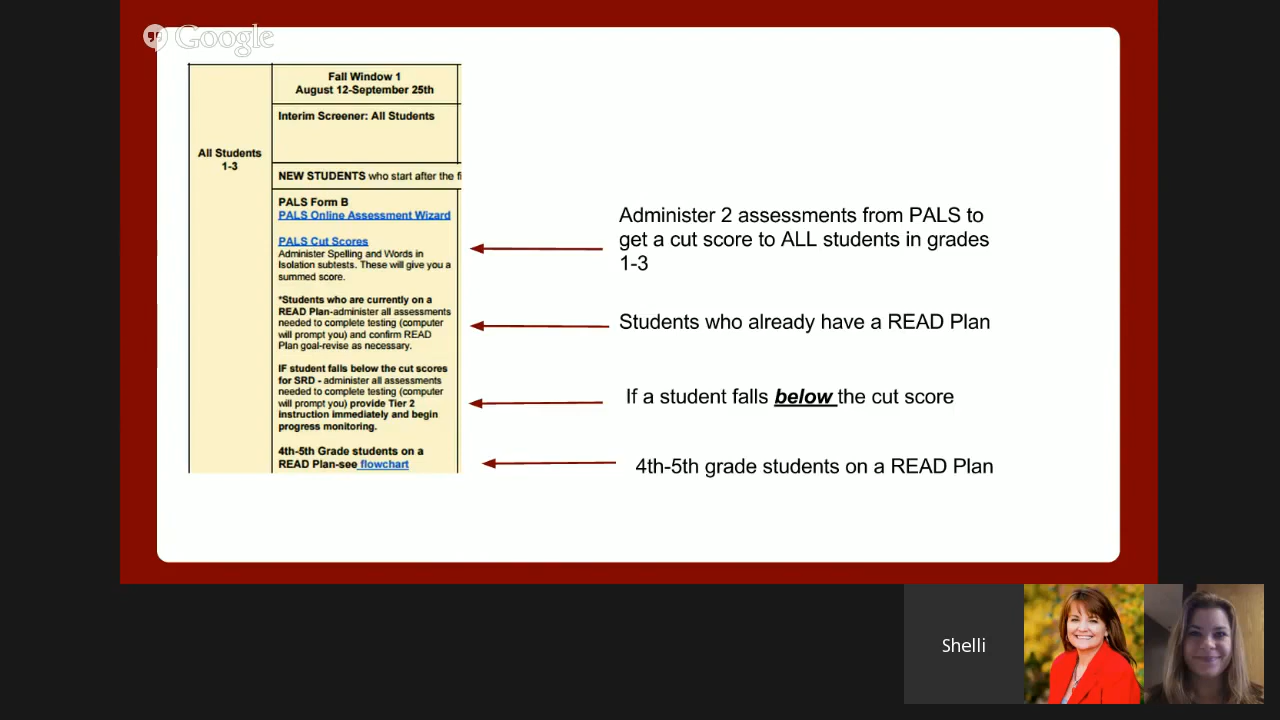 Google
Fall Window 1
August 12-September 25th
Interim Screener: All Students
All Students
1-3
NEW STUDENTS who start after the fi
PALS Form B
PALS Online Assessment Wizard
PALS Cut Scores
Administer Spelling and Words in
Isolation subtests. These will give you a
summed score.
*Students who are currently on a
READ Plan-administer all assessments
needed to complete testing (computer
will prompt you) and confirm READ
Plan goal-revise as necessary.
IF student falls below the cut scores
for SRD - administer all assessments
needed to complete testing (computer
will prompt you) provide Tier 2
instruction immediately and begin
progress monitoring.
4th-5th Grade students on a
READ Plan-see flowchart
Administer 2 assessments from PALS to
get a cut score to ALL students in grades
1-3
Students who already have a READ Plan
If a student falls below the cut score
4th-5th grade students on a READ Plan
Shelli